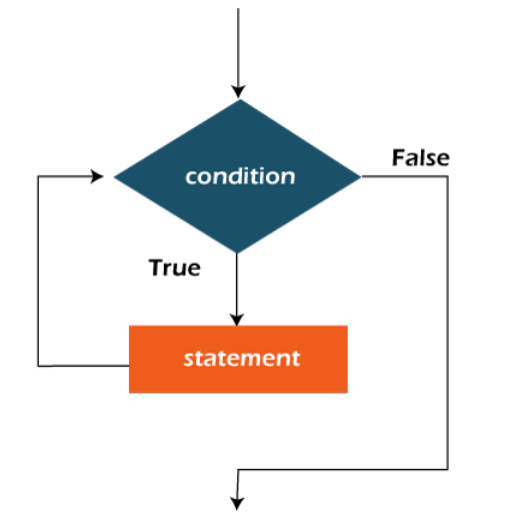 condition
False
True
statement